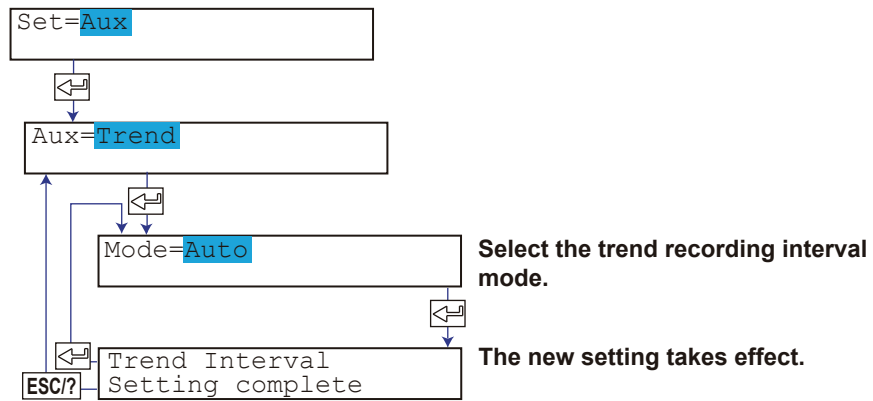 Set=Aux
Aux=Trend
Mode=Auto
Select the trend recording interval
mode.
Trend Interval
Setting complete
The new setting takes effect.
ESC/?